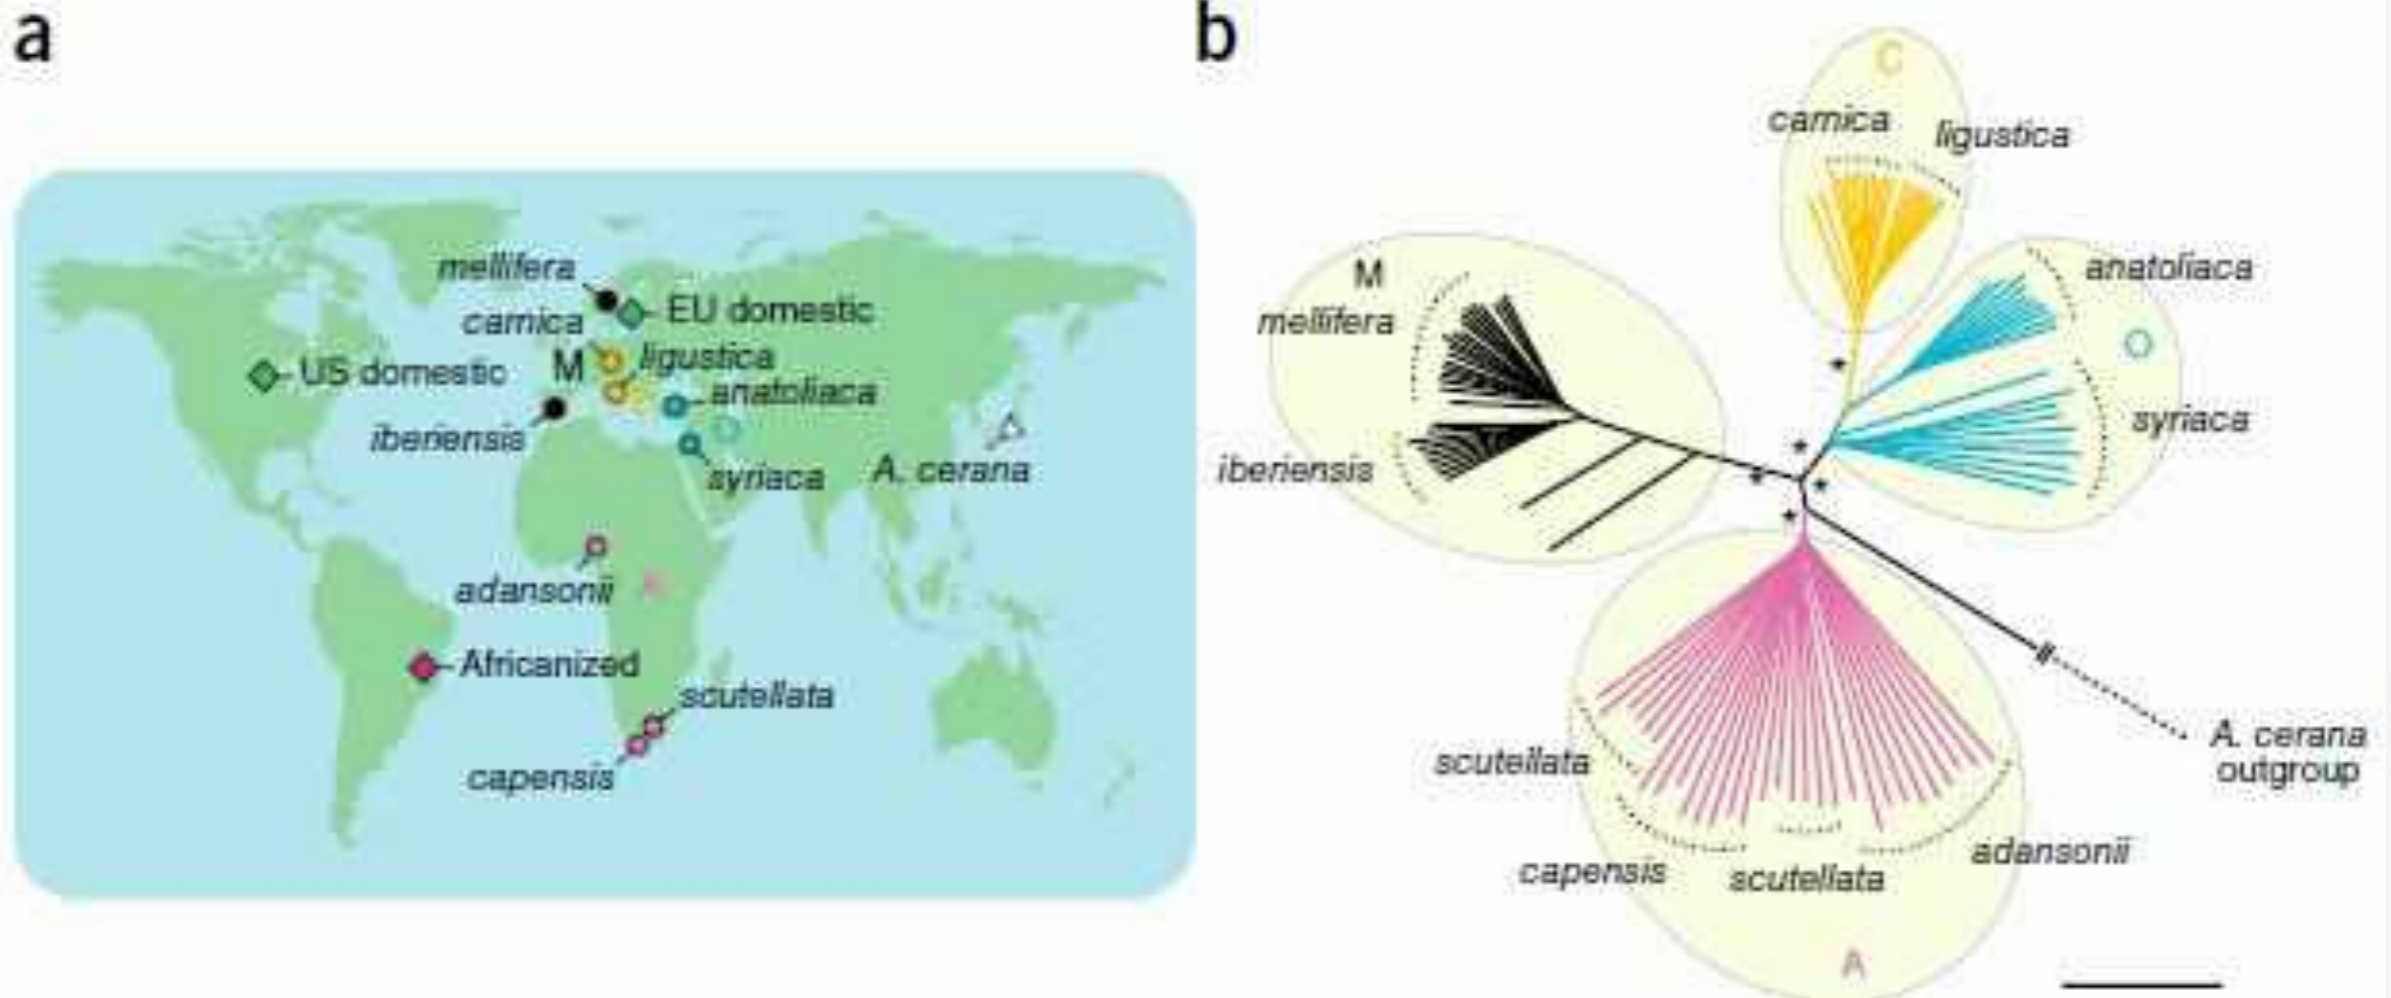 a
mellifera
EU domestic
carnica
M
ligustica
US domestic
anatoliaca
iberiensis
syriaca
A. cerana
adansonii
A
Africanized
scutellata
capensis
b
C
carnica
ligustica
M
mellifera
anatoliaca
O
syriaca
iberiensis
*
*
*
*
*
scutellata
capensis
scutellata
adansonii
A. cerana
outgroup
A